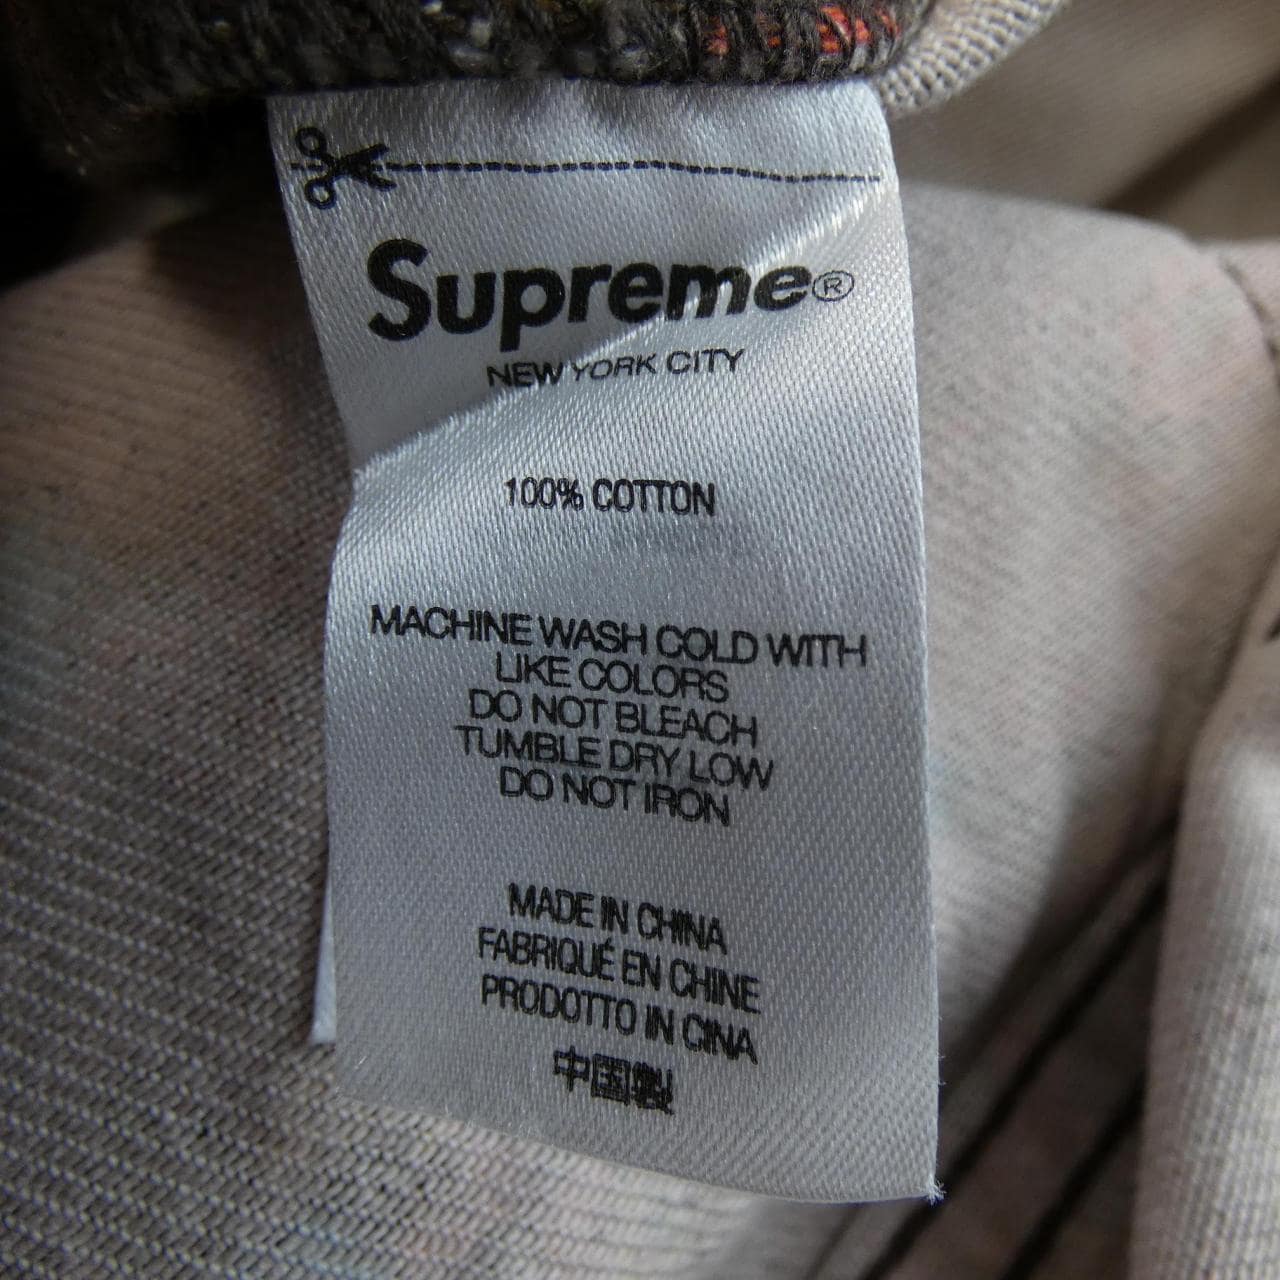 Supreme®
NEW YORK CITY
100% COTTON
MACHINE WASH COLD WITH
LIKE COLORS
DO NOT BLEACH
TUMBLE DRY LOW
DO NOT IRON
MADE IN CHINA
FABRIQUÉ EN CHINE
PRODOTTO IN CINA
中国製